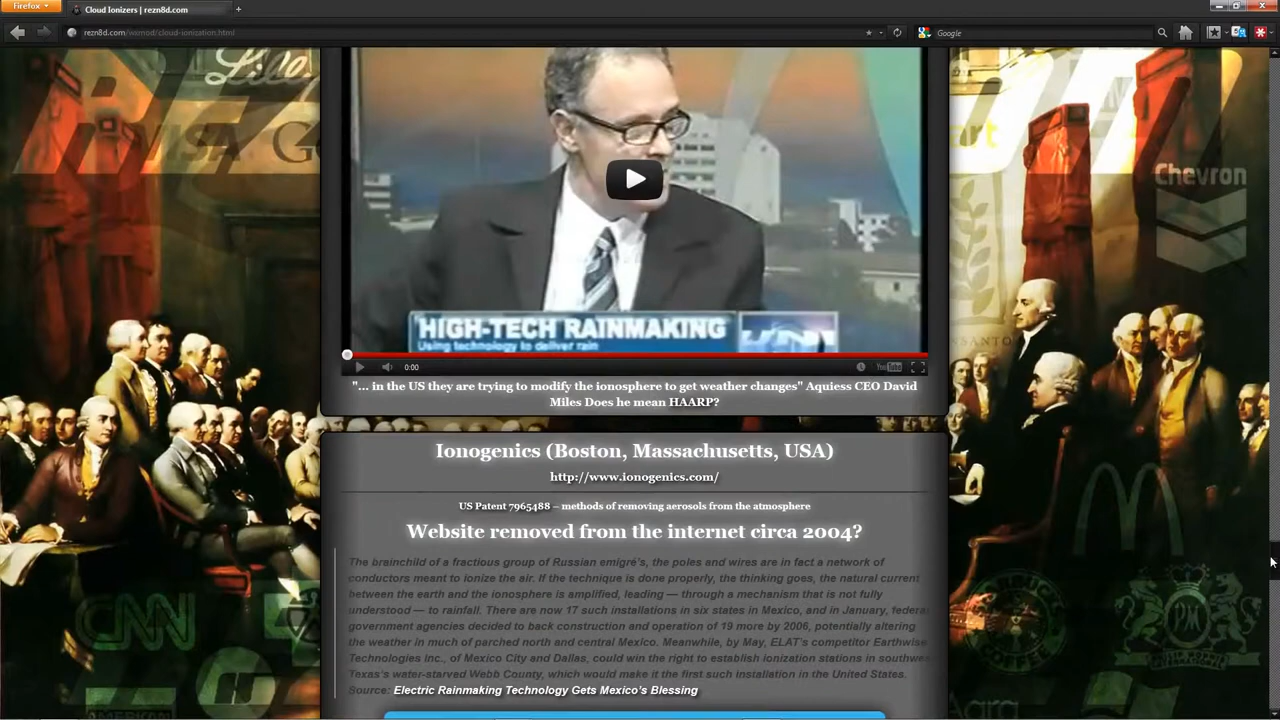 Firefox
Cloud Ionizers | rezn8d.com
rezn8d.com/wxmod/cloud-ionization.html
Google
VISA
Chevron
HIGH-TECH RAINMAKING
Using technology to deliver rain
0:00
YouTube
"... in the US they are trying to modify the ionosphere to get weather changes" Aquiess CEO David
Miles Does he mean HAARP?
Ionogenics (Boston, Massachusetts, USA)
http://www.ionogenics.com/
US Patent 7965488 – methods of removing aerosols from the atmosphere
Website removed from the internet circa 2004?
The brainchild of a fractious group of Russian emigré's, the poles and wires are in fact a network of
conductors meant to ionize the air. If the technique is done properly, the thinking goes, the natural current
between the earth and the ionosphere is amplified, leading — through a mechanism that is not fully
understood — to rainfall. There are now 17 such installations in six states in Mexico, and in January, federa
government agencies decided to back construction and operation of 19 more by 2006, potentially altering
the weather in much of parched north and central Mexico. Meanwhile, by May, ELAT's competitor Earthwise
Technologies Inc., of Mexico City and Dallas, could win the right to establish ionization stations in southwes
Texas's water-starved Webb County, which would make it the first such installation in the United States.
Source: Electric Rainmaking Technology Gets Mexico's Blessing
CNN
COFFEE
PM